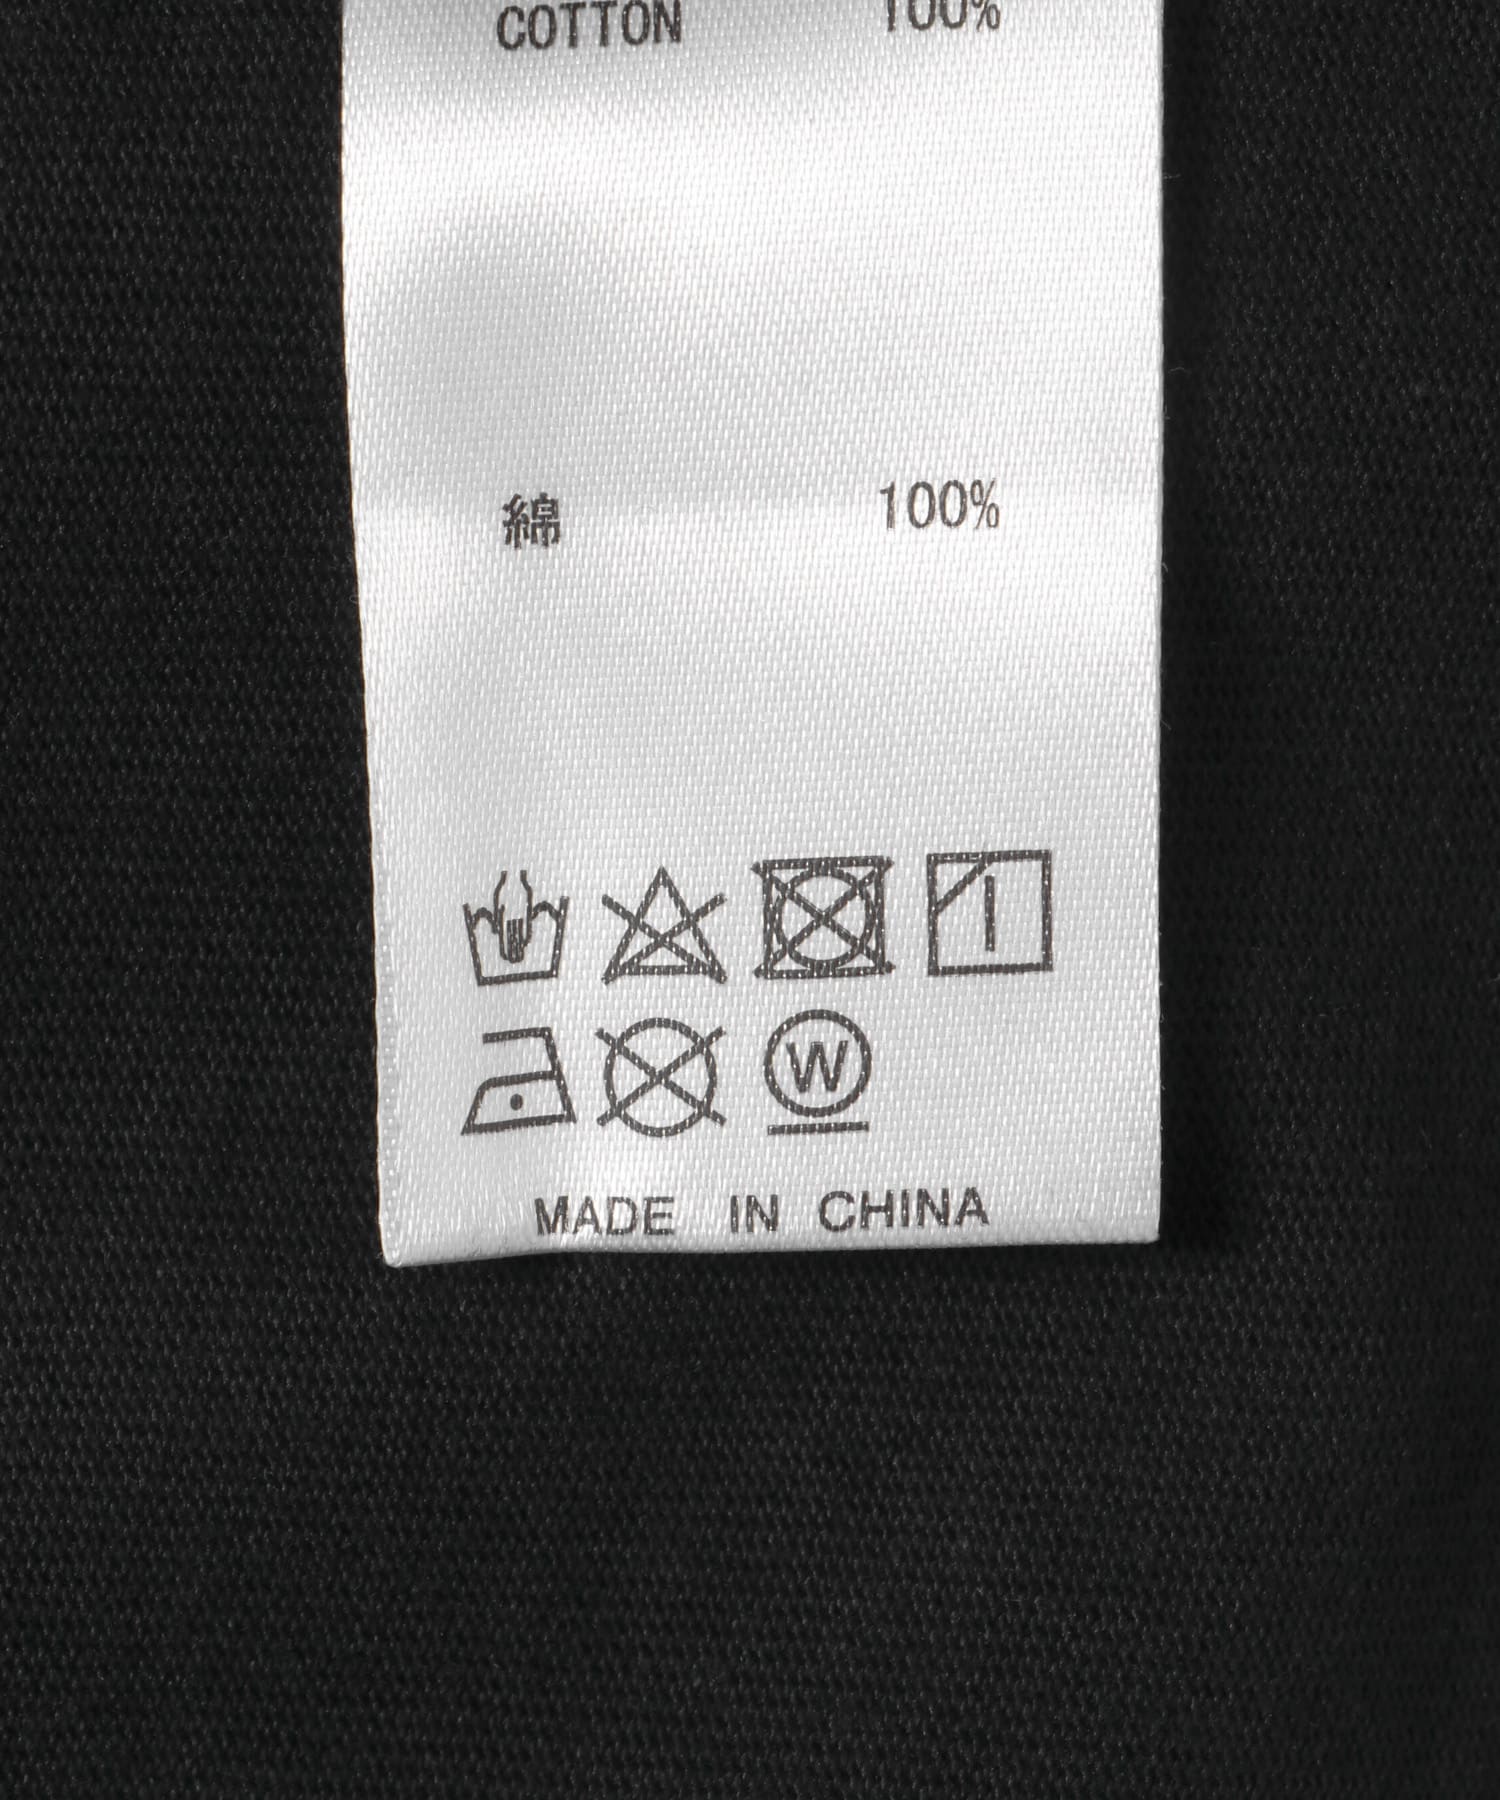 COTTON 100%
綿 100%
W
MADE IN CHINA